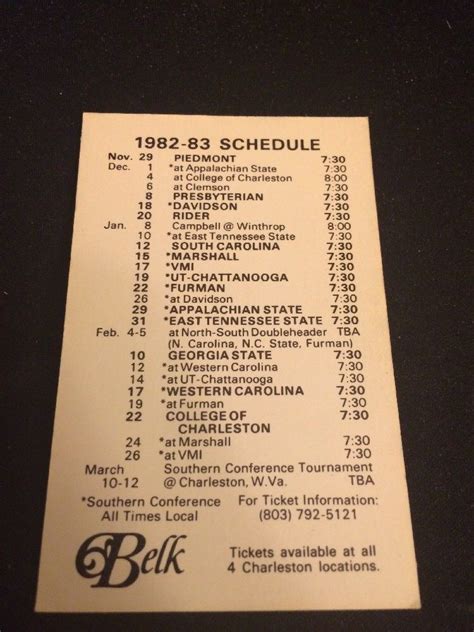 1982-83 SCHEDULE
Nov. 29 PIEDMONT 7:30
Dec. 1 *at Appalachian State 7:30
4 at College of Charleston 8:00
6 at Clemson 7:30
8 PRESBYTERIAN 7:30
18 *DAVIDSON 7:30
20 RIDER 7:30
Jan. 8 Campbell @ Winthrop 8:00
10 *at East Tennessee State 7:30
12 SOUTH CAROLINA 7:30
15 *MARSHALL 7:30
17 *VMI 7:30
19 *UT-CHATTANOOGA 7:30
22 *FURMAN 7:30
26 *at Davidson 7:30
29 *APPALACHIAN STATE 7:30
31 *EAST TENNESSEE STATE 7:30
Feb. 4-5 at North-South Doubleheader TBA
(N. Carolina, N.C. State, Furman)
10 GEORGIA STATE 7:30
12 *at Western Carolina 7:30
14 *at UT-Chattanooga 7:30
17 *WESTERN CAROLINA 7:30
19 *at Furman 7:30
22 COLLEGE OF 7:30
CHARLESTON
24 *at Marshall 7:30
26 *at VMI 7:30
March Southern Conference Tournament
10-12 @ Charleston, W.Va. TBA
*Southern Conference For Ticket Information:
All Times Local (803) 792-5121
Belk Tickets available at all
4 Charleston locations.